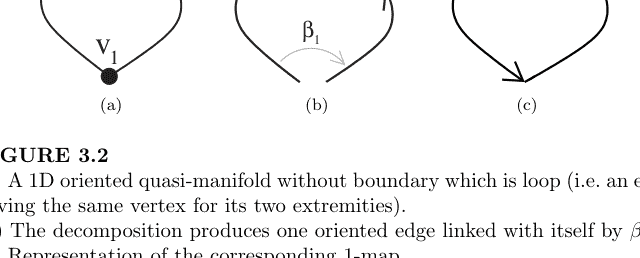 V1
β1
(a)
(b)
(c)
GURE 3.2
A 1D oriented quasi-manifold without boundary which is loop (i.e. an e
ving the same vertex for its two extremities).
) The decomposition produces one oriented edge linked with itself by β
Representation of the corresponding 1-map.